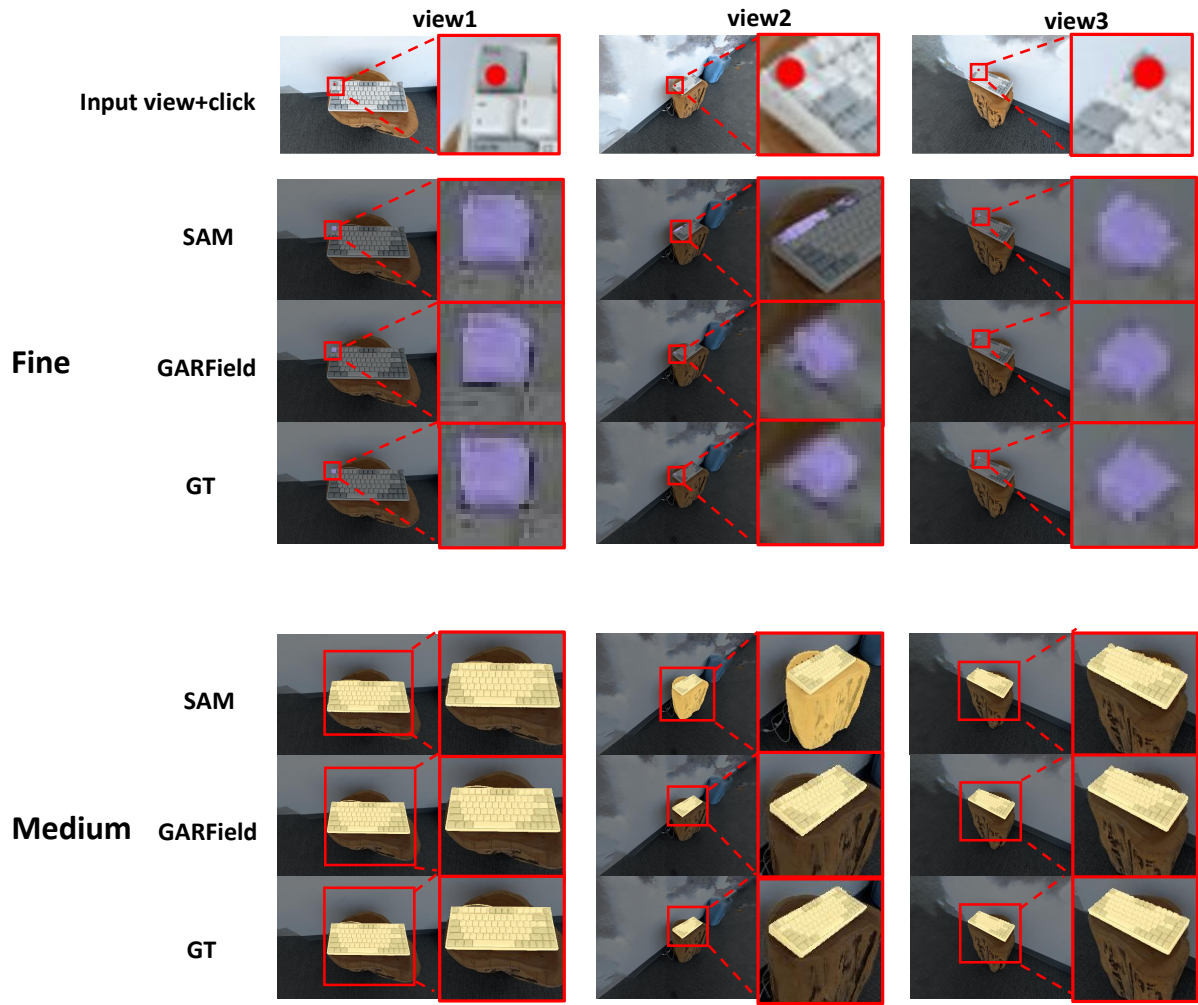 view1 view2 view3
Input view+click
SAM
Fine GARField
GT
SAM
Medium GARField
GT